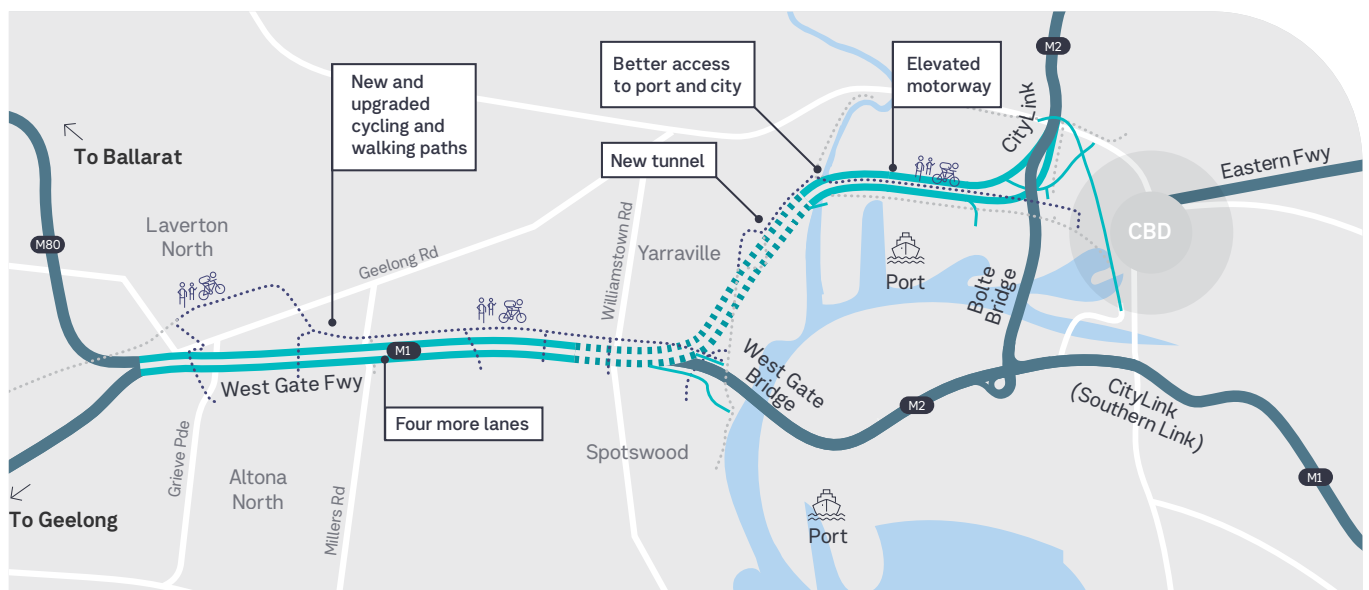 New and
upgraded
cycling and
walking paths
Better access
to port and city
Elevated
motorway
M2
New tunnel
CityLink
To Ballarat
Eastern Fwy
Laverton
North
M80
Geelong Rd
Williamstown Rd
Yarraville
Port
CBD
Bolte
Bridge
M1
West Gate Fwy
West Gate
Bridge
Four more lanes
M2
CityLink
(Southern Link)
Grieve Pde
Spotswood
Altona
North
Millers Rd
M1
To Geelong
Port